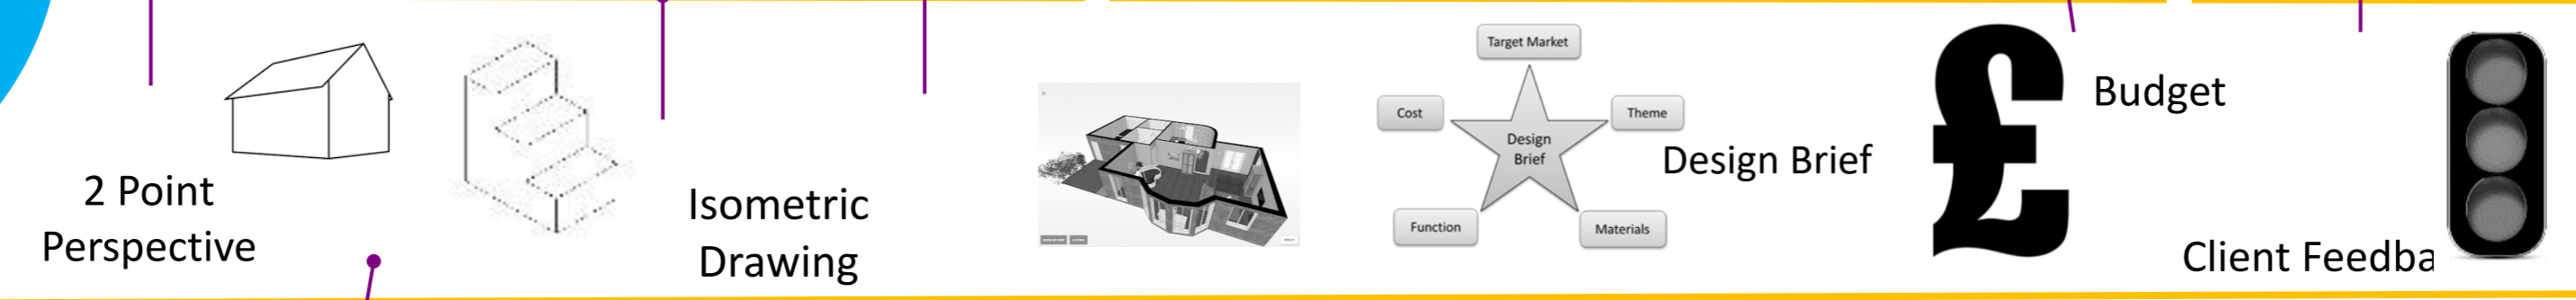 2 Point
Perspective
Isometric
Drawing
Target Market
Cost
Theme
Design
Brief
Function
Materials
Design Brief
£
Budget
Client Feedba